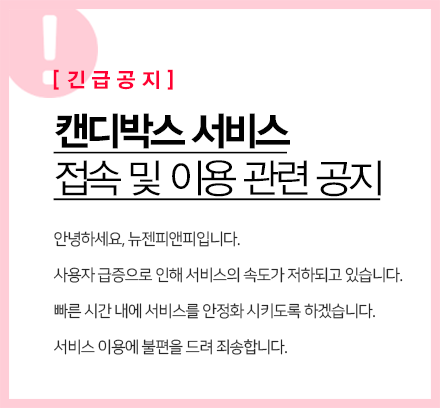 [ 긴 급 공 지 ]
캔디박스 서비스
접속 및 이용 관련 공지
안녕하세요, 뉴젠피앤피입니다.
사용자 급증으로 인해 서비스의 속도가 저하되고 있습니다.
빠른 시간 내에 서비스를 안정화 시키도록 하겠습니다.
서비스 이용에 불편을 드려 죄송합니다.